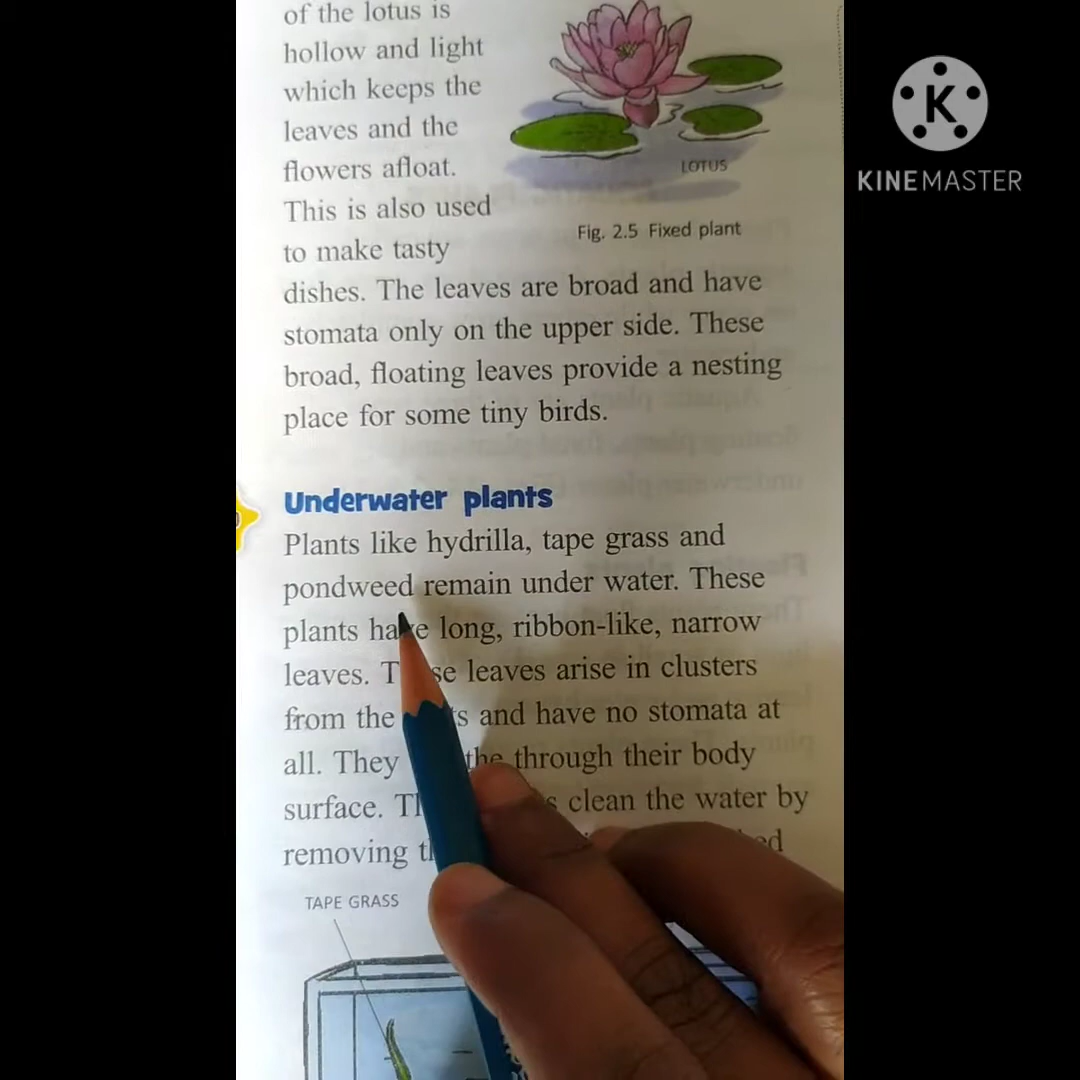 of the lotus is
hollow and light
which keeps the
leaves and the
flowers afloat.
This is also used
to make tasty
LOTUS
Fig. 2.5 Fixed plant
dishes. The leaves are broad and have
stomata only on the upper side. These
broad, floating leaves provide a nesting
place for some tiny birds.
Underwater plants
Plants like hydrilla, tape grass and
pondweed remain under water. These
plants have long, ribbon-like, narrow
leaves. These leaves arise in clusters
from the and have no stomata at
all. They through their body
surface. clean the water by
removing
TAPE GRASS
K
KINEMASTER